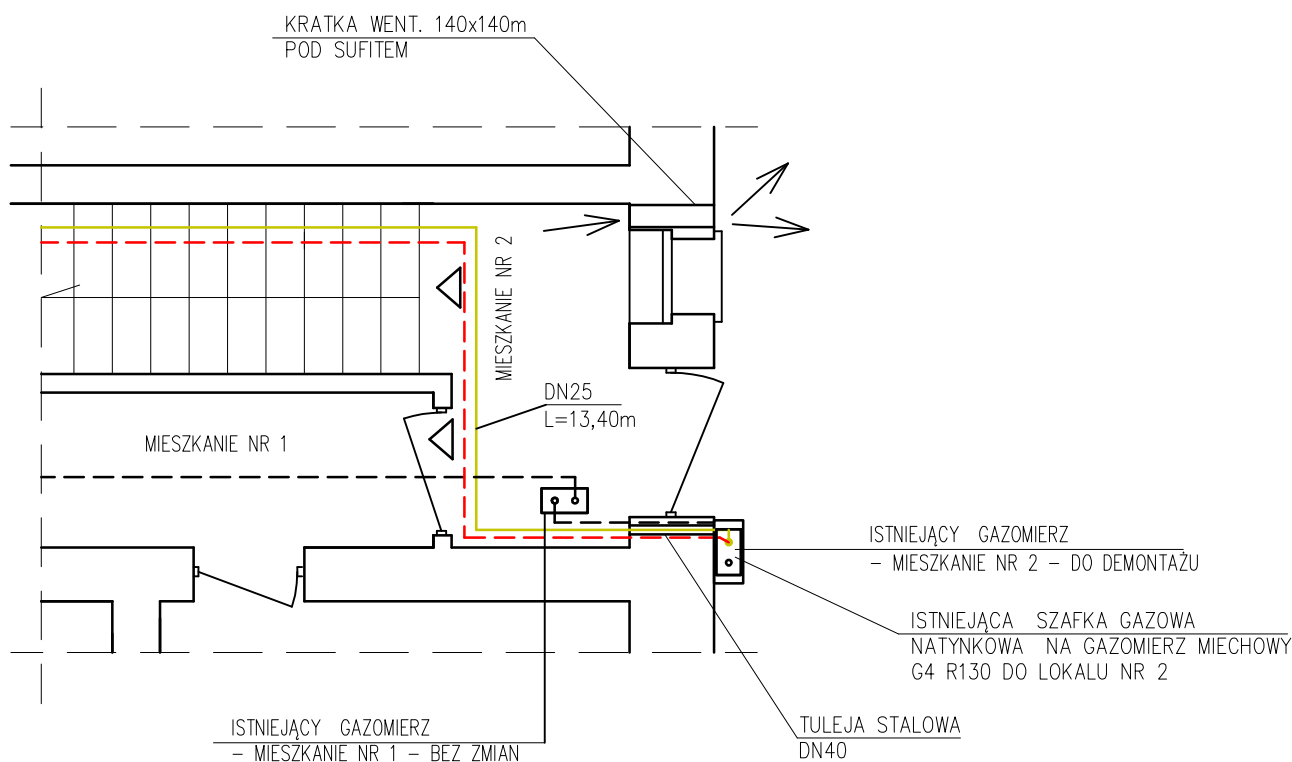 KRATKA WENT. 140x140m
POD SUFITEM
MIESZKANIE NR 2
DN25
L=13,40m
MIESZKANIE NR 1
ISTNIEJĄCY GAZOMIERZ
- MIESZKANIE NR 2 - DO DEMONTAŻU
ISTNIEJĄCA SZAFKA GAZOWA
NATYNKOWA NA GAZOMIERZ MIECHOWY
G4 R130 DO LOKALU NR 2
ISTNIEJĄCY GAZOMIERZ
- MIESZKANIE NR 1 - BEZ ZMIAN
TULEJA STALOWA
DN40